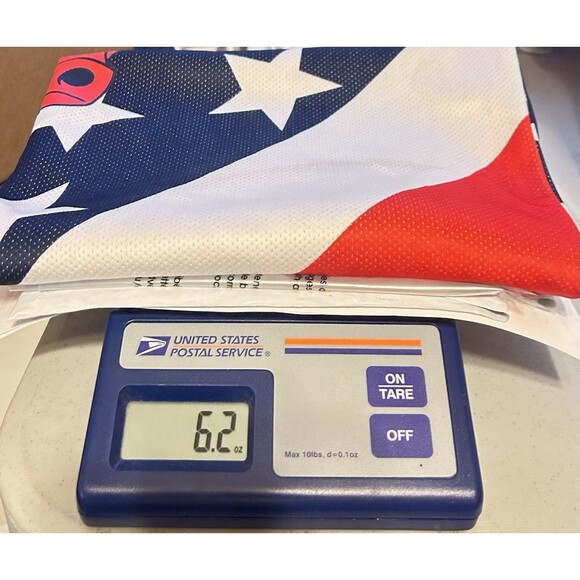 UNITED STATES
POSTAL SERVICE ®
ON
TARE
OFF
6.2 oz
Max 10lbs, d=0.1oz